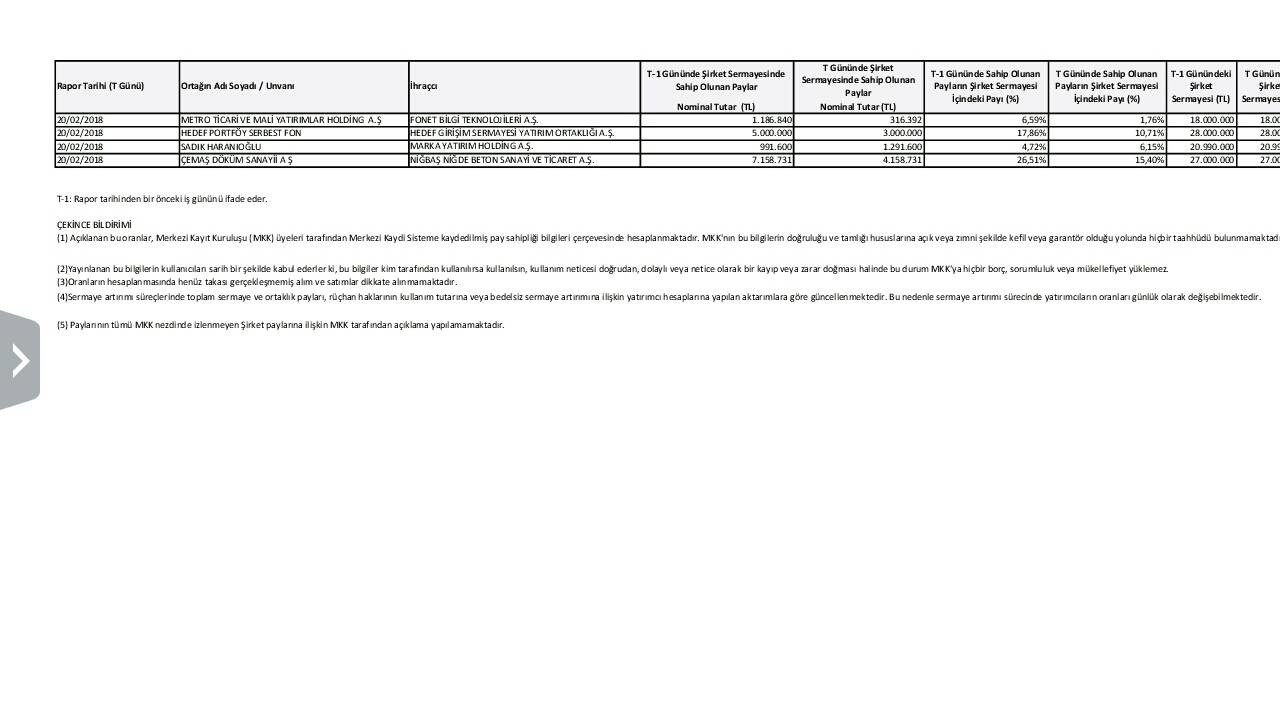 Rapor Tarihi (T Günü) Ortağın Adı Soyadı / Unvanı İhraçcı T-1 Gününde Şirket Sermayesinde Sahip Olunan Paylar Nominal Tutar (TL) T Gününde Şirket Sermayesinde Sahip Olunan Paylar Nominal Tutar (TL) T-1 Gününde Sahip Olunan Payların Şirket Sermayesi İçindeki Payı (%) T Gününde Sahip Olunan Payların Şirket Sermayesi İçindeki Payı (%) T-1 Günündeki Şirket Sermayesi (TL)
20/02/2018 METRO TİCARİ VE MALİ YATIRIMLAR HOLDİNG A.Ş FONET BİLGİ TEKNOLOJİLERİ A.Ş. 1.186.840 316.392 6,59% 1,76% 18.000.000 18.00
20/02/2018 HEDEF PORTFÖY SERBEST FON HEDEF GİRİŞİM SERMAYESİ YATIRIM ORTAKLIĞI A.Ş. 5.000.000 3.000.000 17,86% 10,71% 28.000.000 28.00
20/02/2018 SADIK HARANIOĞLU MARKA YATIRIM HOLDİNG A.Ş. 991.600 1.291.600 4,72% 6,15% 20.990.000 20.99
20/02/2018 ÇEMAŞ DÖKÜM SANAYİİ A Ş NİĞBAŞ NİĞDE BETON SANAYİ VE TİCARET A.Ş. 7.158.731 4.158.731 26,51% 15,40% 27.000.000 27.00
T-1: Rapor tarihinden bir önceki iş gününü ifade eder.
ÇEKİNCE BİLDİRİMİ
(1) Açıklanan bu oranlar, Merkezi Kayıt Kuruluşu (MKK) üyeleri tarafından Merkezi Kaydi Sisteme kaydedilmiş pay sahipliği bilgileri çerçevesinde hesaplanmaktadır. MKK'nın bu bilgilerin doğruluğu ve tamlığı hususlarına açık veya zımni şekilde kefil veya garantör olduğu yolunda hiçbir taahhüdü bulunmamaktadı
(2)Yayınlanan bu bilgilerin kullanıcıları sarih bir şekilde kabul ederler ki, bu bilgiler kim tarafından kullanılırsa kullanılsın, kullanım neticesi doğrudan, dolaylı veya netice olarak bir kayıp veya zarar doğması halinde bu durum MKK'ya hiçbir borç, sorumluluk veya mükellefiyet yüklemez.
(3)Oranların hesaplanmasında henüz takası gerçekleşmemiş alım ve satımlar dikkate alınmamaktadır.
(4)Sermaye artırımı süreçlerinde toplam sermaye ve ortaklık payları, rüçhan haklarının kullanım tutarına veya bedelsiz sermaye artırımına ilişkin yatırımcı hesaplarına yapılan aktarımlara göre güncellenmektedir. Bu nedenle sermaye artırımı sürecinde yatırımcıların oranları günlük olarak değişebilmektedir.
(5) Paylarının tümü MKK nezdinde izlenmeyen Şirket paylarına ilişkin MKK tarafından açıklama yapılamamaktadır.